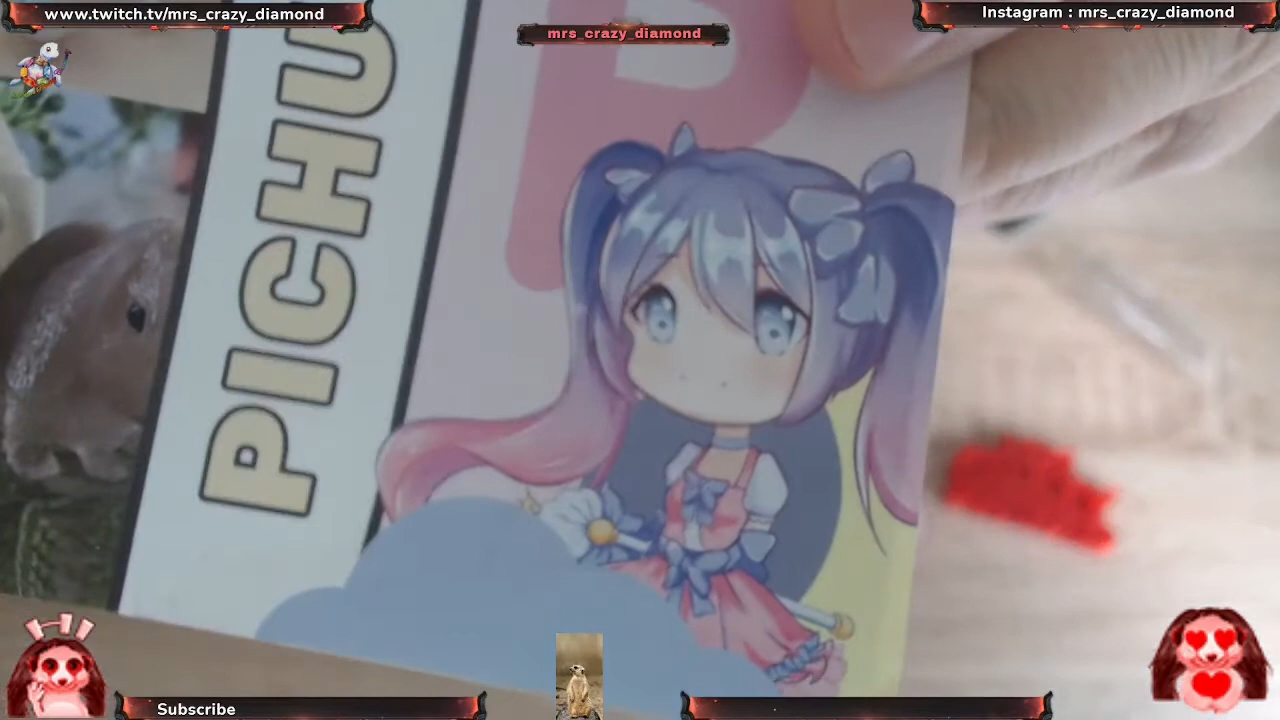 www.twitch.tv/mrs_crazy_diamond
mrs_crazy_diamond
Instagram : mrs_crazy_diamond
PICHU
P
Subscribe